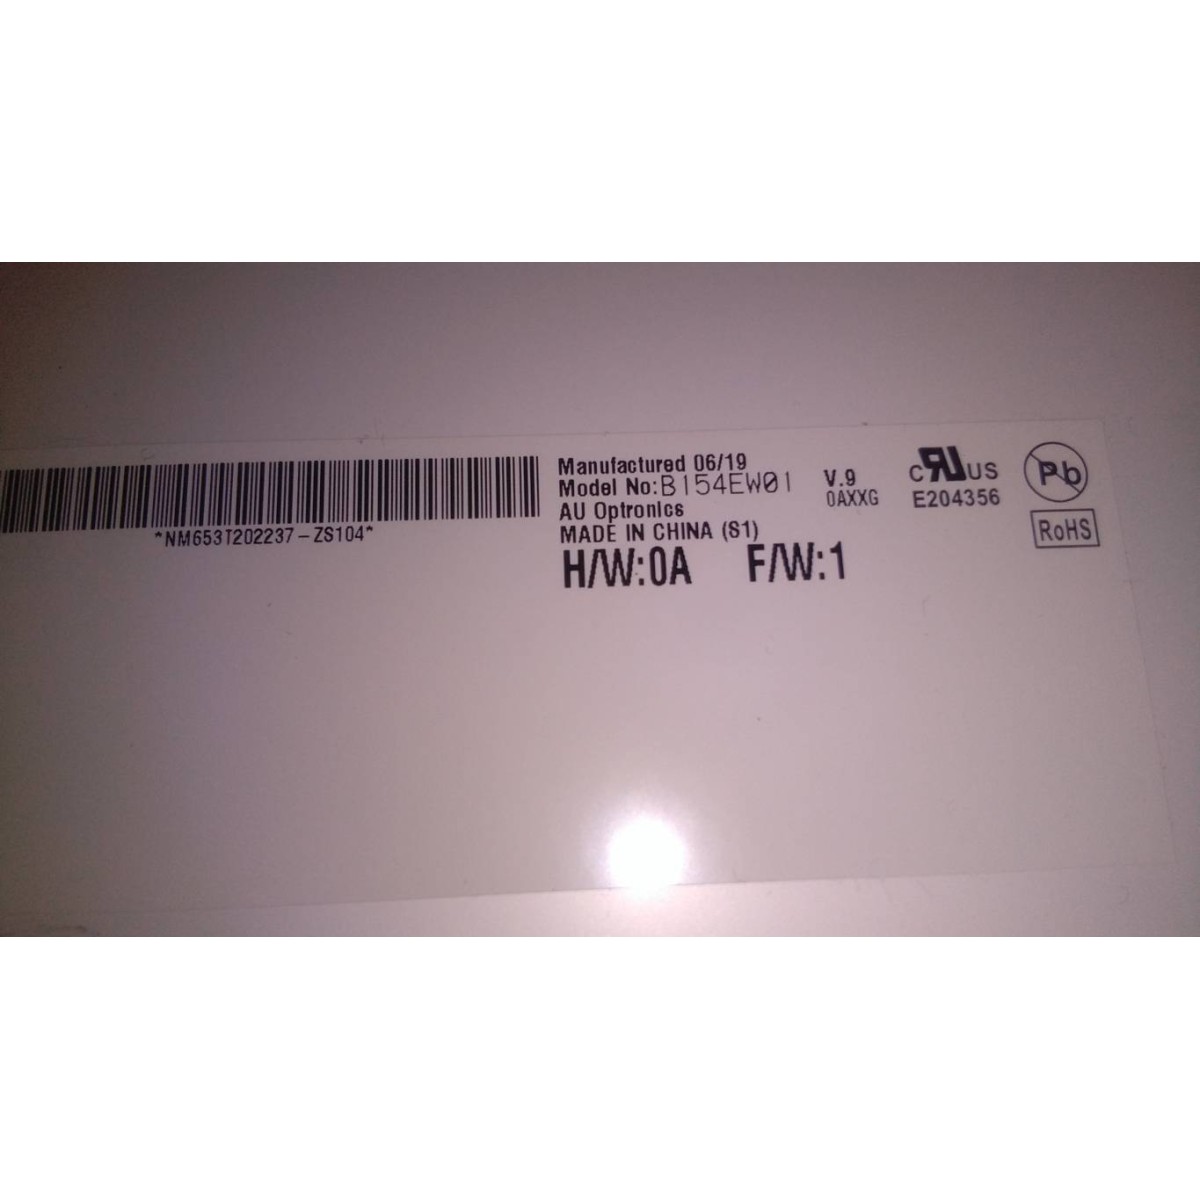 *NM653T202237-ZS104*
Manufactured 06/19
Model No:B154EW01 V.9
0AXXG
AU Optronics
MADE IN CHINA (S1)
H/W:0A F/W:1
c RU US
E204356
Pb
RoHS